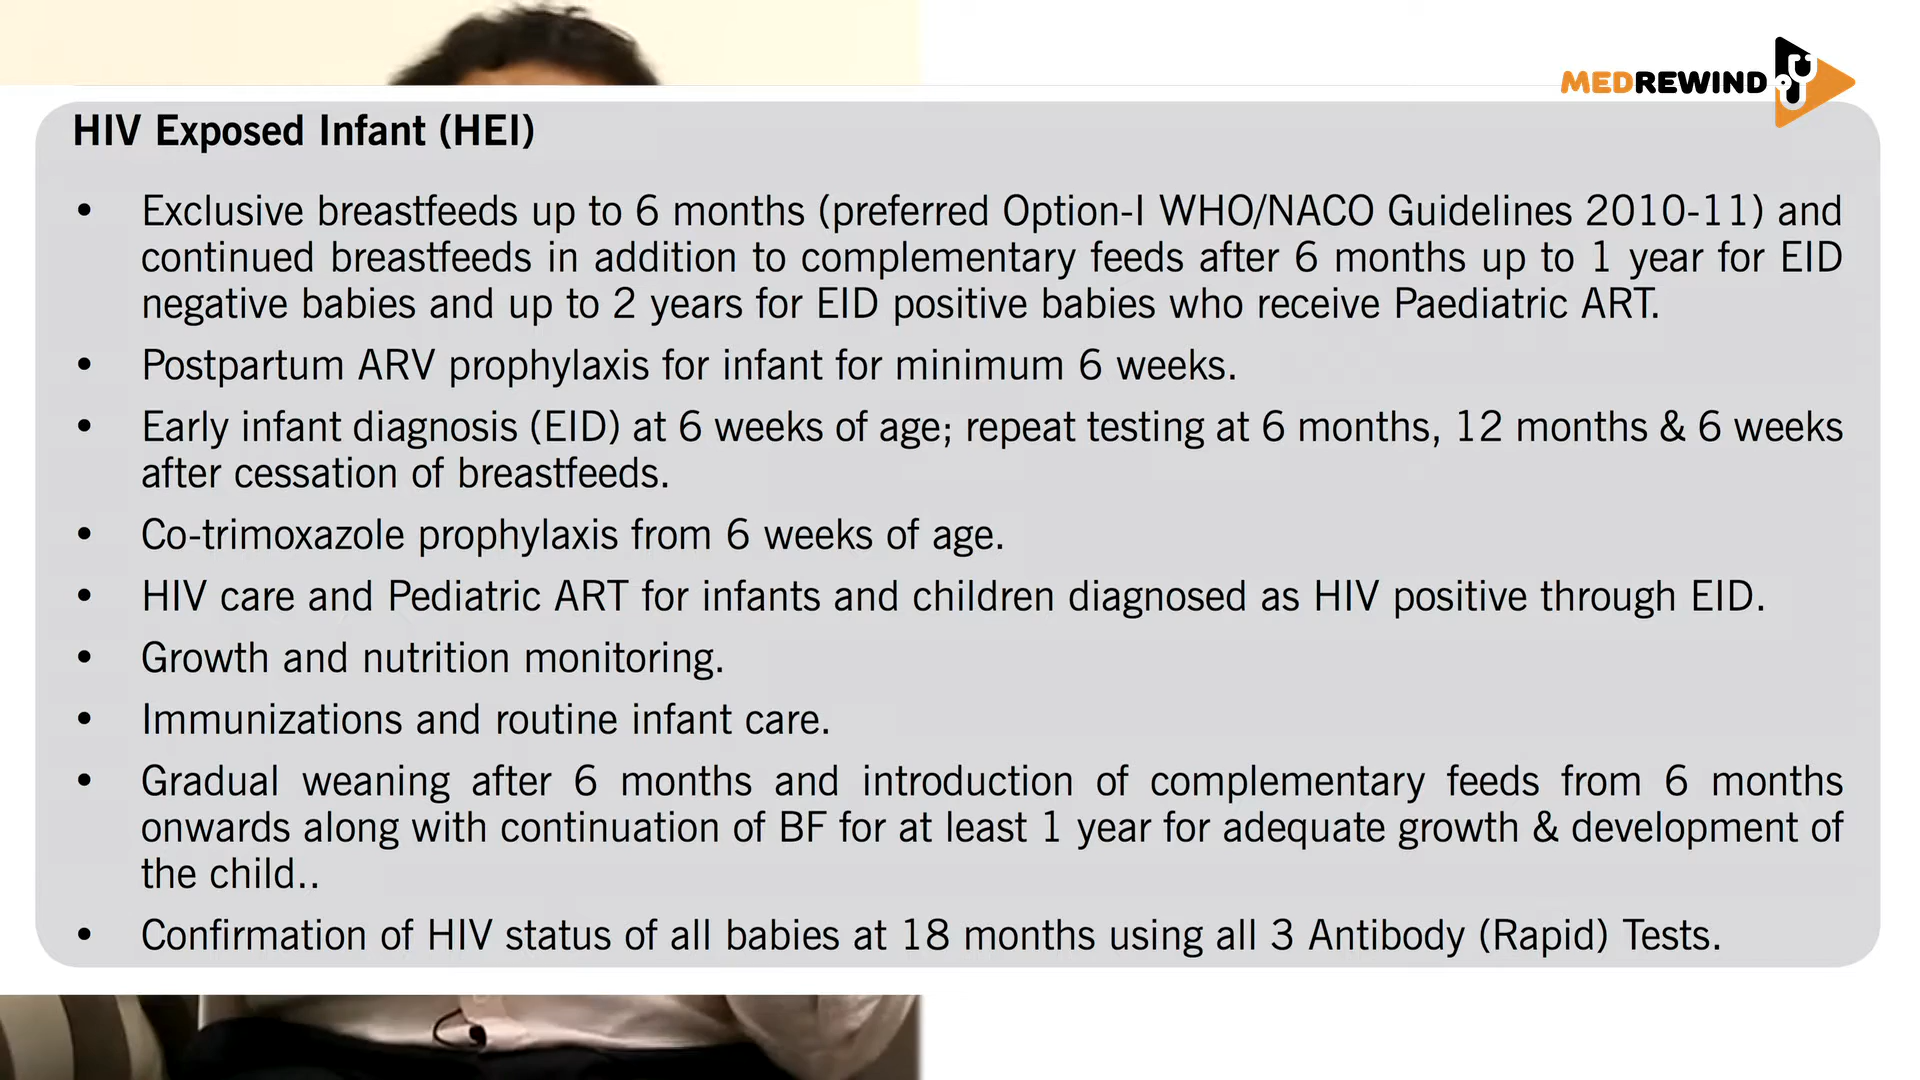 MEDREWIND
HIV Exposed Infant (HEI)
• Exclusive breastfeeds up to 6 months (preferred Option-I WHO/NACO Guidelines 2010-11) and
continued breastfeeds in addition to complementary feeds after 6 months up to 1 year for EID
negative babies and up to 2 years for EID positive babies who receive Paediatric ART.
• Postpartum ARV prophylaxis for infant for minimum 6 weeks.
• Early infant diagnosis (EID) at 6 weeks of age; repeat testing at 6 months, 12 months & 6 weeks
after cessation of breastfeeds.
• Co-trimoxazole prophylaxis from 6 weeks of age.
• HIV care and Pediatric ART for infants and children diagnosed as HIV positive through EID.
• Growth and nutrition monitoring.
• Immunizations and routine infant care.
• Gradual weaning after 6 months and introduction of complementary feeds from 6 months
onwards along with continuation of BF for at least 1 year for adequate growth & development of
the child..
• Confirmation of HIV status of all babies at 18 months using all 3 Antibody (Rapid) Tests.